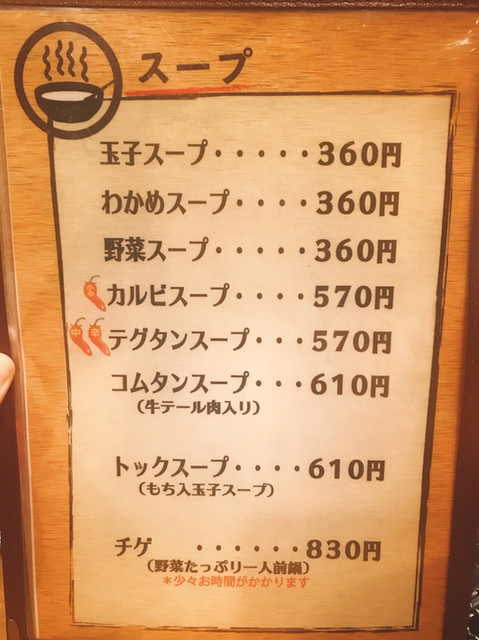 スープ
玉子スープ・・・・・360円
わかめスープ・・・・360円
野菜スープ・・・・・360円
カルビスープ・・・・570円
中辛 テグタンスープ・・・570円
コムタンスープ・・・610円
（牛テール肉入り）
トックスープ・・・・610円
（もち入玉子スープ）
チゲ ・・・・・・830円
（野菜たっぷり一人前鍋）
＊少々お時間がかかります